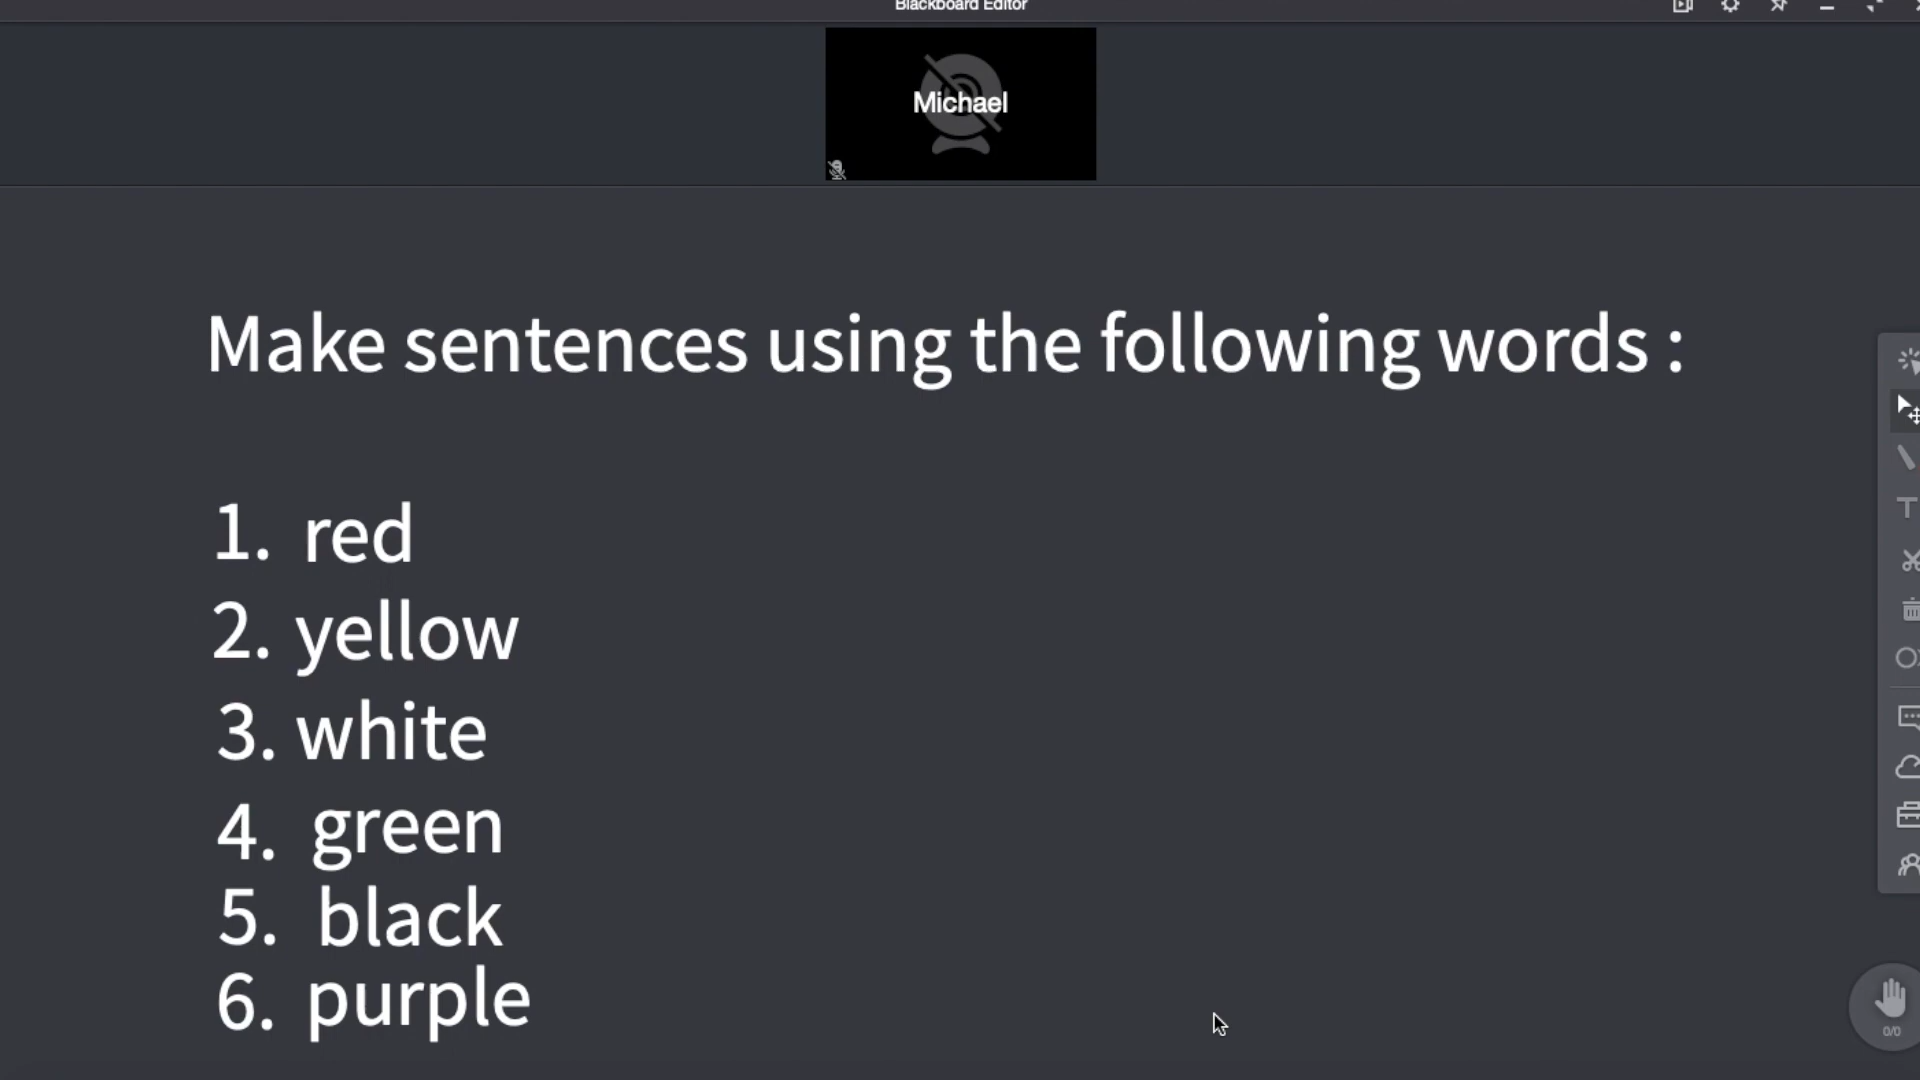 Blackboard Editor
Michael
Make sentences using the following words :
1. red
2. yellow
3. white
4. green
5. black
6. purple
0/0